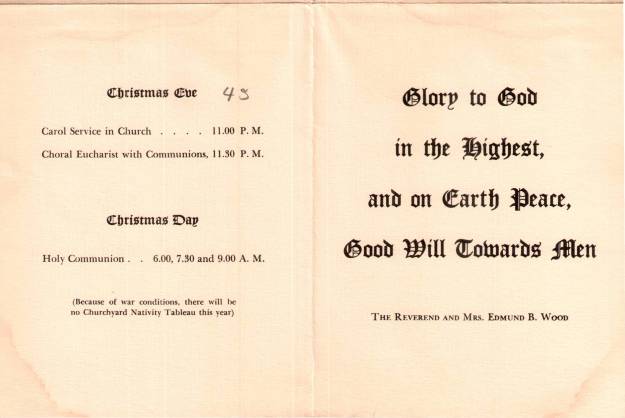 Christmas Eve 43
Carol Service in Church . . . . 11.00 P. M.
Choral Eucharist with Communions, 11.30 P. M.
Christmas Day
Holy Communion . . 6.00, 7.30 and 9.00 A. M.
(Because of war conditions, there will be
no Churchyard Nativity Tableau this year)
Glory to God
in the Highest,
and on Earth Peace,
Good Will Towards Men
The Reverend and Mrs. Edmund B. Wood